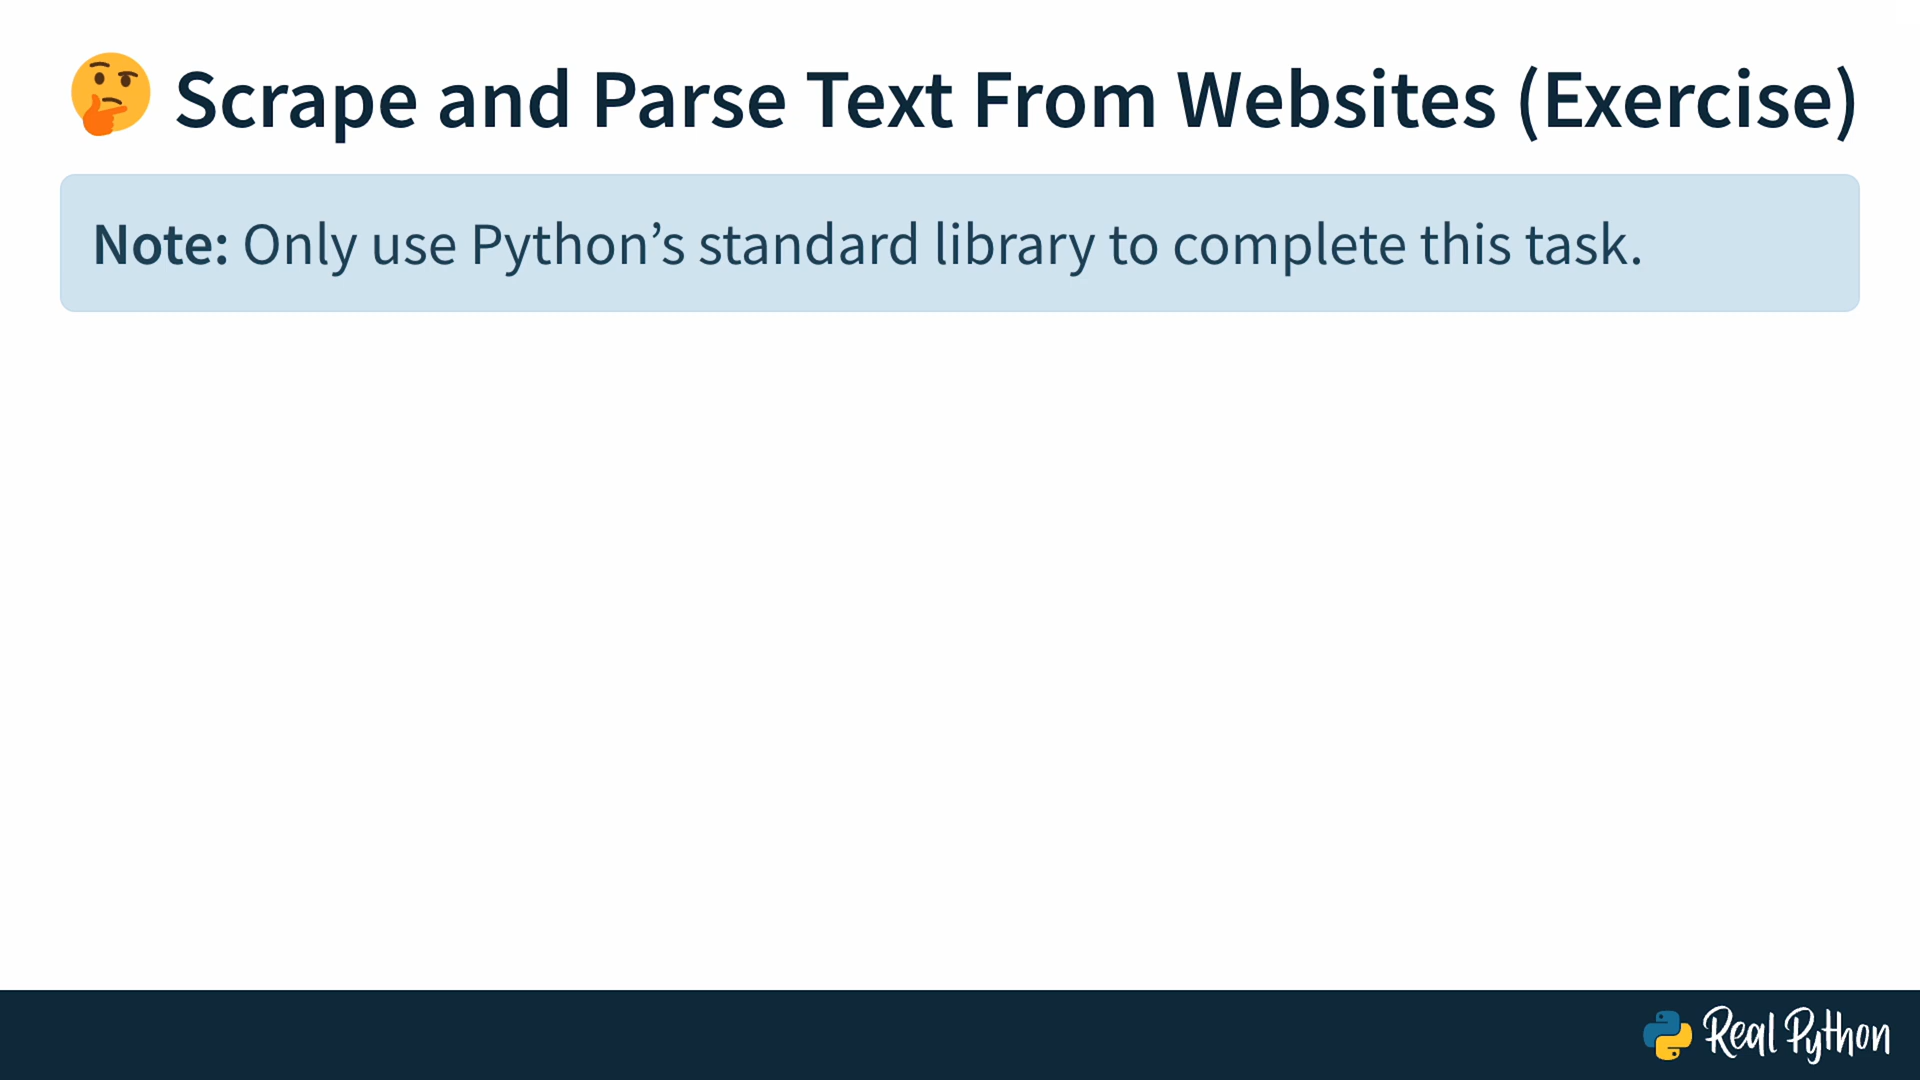 Scrape and Parse Text From Websites (Exercise)
Note: Only use Python’s standard library to complete this task.
Real Python